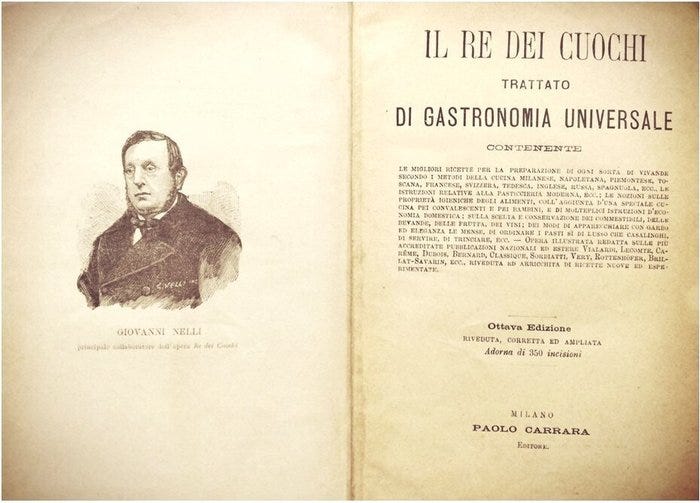 GIOVANNI NELLI
principale collaboratore dell'opera Re dei Cuochi
IL RE DEI CUOCHI
TRATTATO
DI GASTRONOMIA UNIVERSALE
CONTENENTE
LE MIGLIORI RICETTE PER LA PREPARAZIONE DI OGNI SORTA DI VIVANDE
SECONDO I METODI DELLA CUCINA MILANESE, NAPOLETANA, PIEMONTESE, TO-
SCANA, FRANCESE, SVIZZERA, TEDESCA, INGLESE, RUSSA, SPAGNUOLA, ECC., LE
ISTRUZIONI RELATIVE ALLA PASTICCIERIA MODERNA, ECC.; LE NOZIONI SULLE
PROPRIETÀ IGIENICHE DEGLI ALIMENTI, COLL'AGGIUNTA D'UNA SPECIALE CU-
CINA PEI CONVALESCENTI E PEI BAMBINI, E DI MOLTEPLICI ISTRUZIONI D'ECO-
NOMIA DOMESTICA; SULLA SCELTA E CONSERVAZIONE DEI COMMESTIBILI, DELLE
BEVANDE, DELLE FRUTTA, DEI VINI; DEI MODI DI APPARECCHIARE CON GARBO
ED ELEGANZA LE MENSE, DI ORDINARE I PASTI SÌ DI LUSSO CHE CASALINGHI,
DI SERVIRE, DI TRINCIARE, ECC. — OPERA ILLUSTRATA REDATTA SULLE PIÙ
ACCREDITATE PUBBLICAZIONI NAZIONALI ED ESTERE VIALARDI, LECOMTE, CA-
RÊME, DUBOIS, BERNARD, CLASSIQUE, SORBIATTI, VERY, ROTTENHÖFER, BRIL-
LAT-SAVARIN, ECC., RIVEDUTA ED ARRICCHITA DI RICETTE NUOVE ED ESPE-
RIMENTATE.
Ottava Edizione
RIVEDUTA, CORRETTA ED AMPLIATA
Adorna di 350 incisioni
MILANO
PAOLO CARRARA
EDITORE.